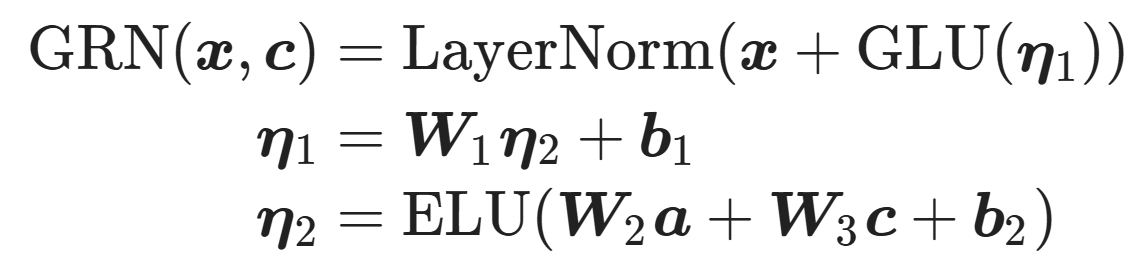 GRN(𝒙, 𝒄) = LayerNorm(𝒙 + GLU(𝜼₁))
𝜼₁ = 𝑾₁𝜼₂ + 𝒃₁
𝜼₂ = ELU(𝑾₂𝒂 + 𝑾₃𝒄 + 𝒃₂)